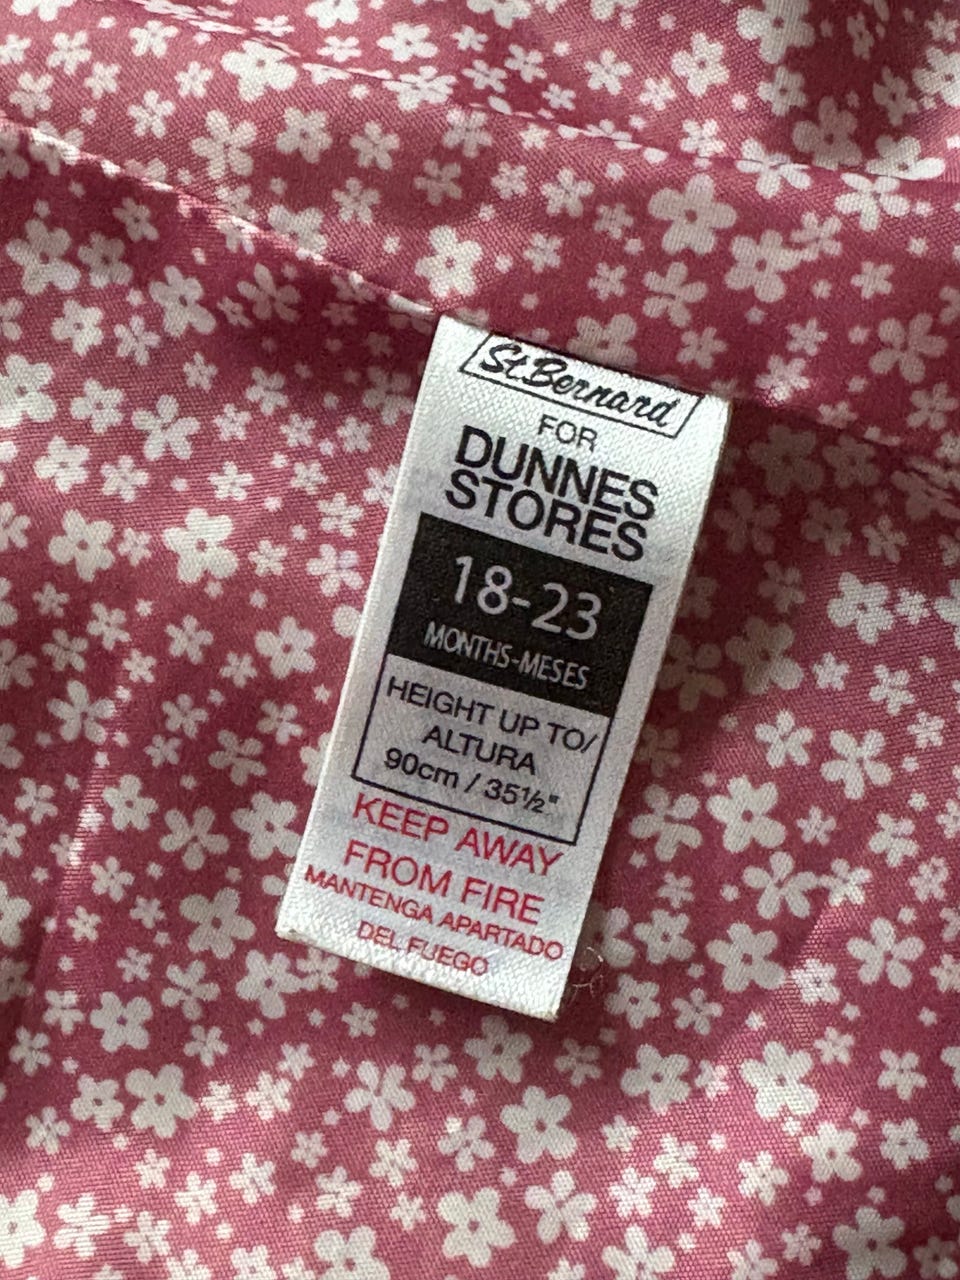 St. Bernard
FOR
DUNNES
STORES
18-23
MONTHS-MESES
HEIGHT UP TO/
ALTURA
90cm / 35½"
KEEP AWAY
FROM FIRE
MANTENGA APARTADO
DEL FUEGO